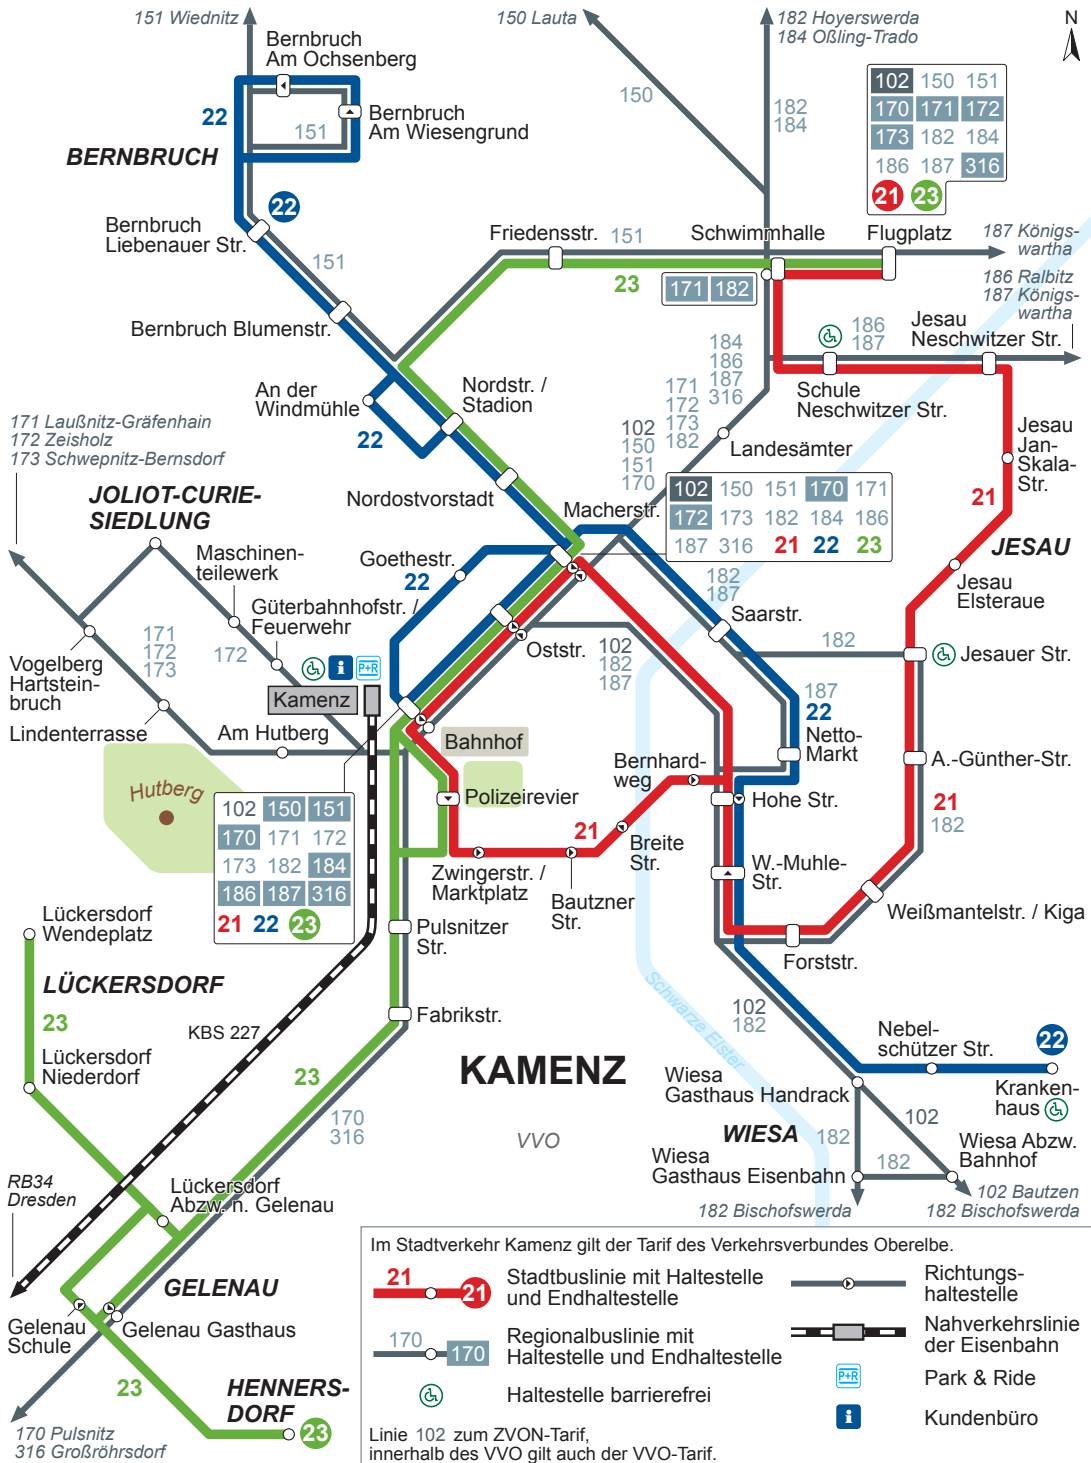 151 Wiednitz
150 Lauta
182 Hoyerswerda
184 Oßling-Trado
N
Bernbruch
Am Ochsenberg
22
151
Bernbruch
Am Wiesengrund
BERNBRUCH
150
182
184
102 150 151
170 171 172
173 182 184
186 187 316
21 23
22
Bernbruch
Liebenauer Str.
151
Friedensstr.
151
Schwimmhalle
Flugplatz
187 Königs-
wartha
23
171 182
186 Ralbitz
187 Königs-
wartha
Bernbruch Blumenstr.
184
186
187
316
186
187
Jesau
Neschwitzer Str.
An der
Windmühle
22
Nordstr. /
Stadion
171
172
173
182
Schule
Neschwitzer Str.
171 Laußnitz-Gräfenhain
172 Zeisholz
173 Schwepnitz-Bernsdorf
102
150
151
170
Landesämter
Jesau
Jan-
Skala-
Str.
21
JOLIOT-CURIE-
SIEDLUNG
Nordostvorstadt
Macherstr.
102 150 151 170 171
172 173 182 184 186
187 316 21 22 23
JESAU
Maschinen-
teilewerk
Goethestr.
22
182
187
Jesau
Elsteraue
Güterbahnhofstr. /
Feuerwehr
Saarstr.
171
172
173
172
Oststr.
102
182
187
182
Jesauer Str.
Vogelberg
Hartstein-
bruch
i
P+R
Kamenz
187
22
Lindenterrasse
Am Hutberg
Bahnhof
Netto-
Markt
Bernhard-
weg
A.-Günther-Str.
Hutberg
Polizeirevier
Hohe Str.
21
182
102 150 151
170 171 172
173 182 184
186 187 316
21 22 23
21
Breite
Str.
Zwingerstr. /
Marktplatz
Bautzner
Str.
W.-Muhle-
Str.
Weißmantelstr. / Kiga
Lückersdorf
Wendeplatz
Pulsnitzer
Str.
Forststr.
LÜCKERSDORF
23
KBS 227
Fabrikstr.
Schwarze Elster
102
182
Nebel-
schützer Str.
22
Lückersdorf
Niederdorf
23
KAMENZ
Wiesa
Gasthaus Handrack
Kranken-
haus
170
316
VVO
WIESA
182
102
Wiesa Abzw.
Bahnhof
Wiesa
Gasthaus Eisenbahn
182
RB34
Dresden
Lückersdorf
Abzw. n. Gelenau
182 Bischofswerda
102 Bautzen
182 Bischofswerda
GELENAU
Gelenau
Schule
Gelenau Gasthaus
23
HENNERS-
DORF
23
170 Pulsnitz
316 Großröhrsdorf
Im Stadtverkehr Kamenz gilt der Tarif des Verkehrsverbundes Oberelbe.
21
21
Stadtbuslinie mit Haltestelle
und Endhaltestelle
Richtungs-
haltestelle
170
170
Regionalbuslinie mit
Haltestelle und Endhaltestelle
Nahverkehrslinie
der Eisenbahn
Haltestelle barrierefrei
P+R
Park & Ride
i
Kundenbüro
Linie 102 zum ZVON-Tarif,
innerhalb des VVO gilt auch der VVO-Tarif.